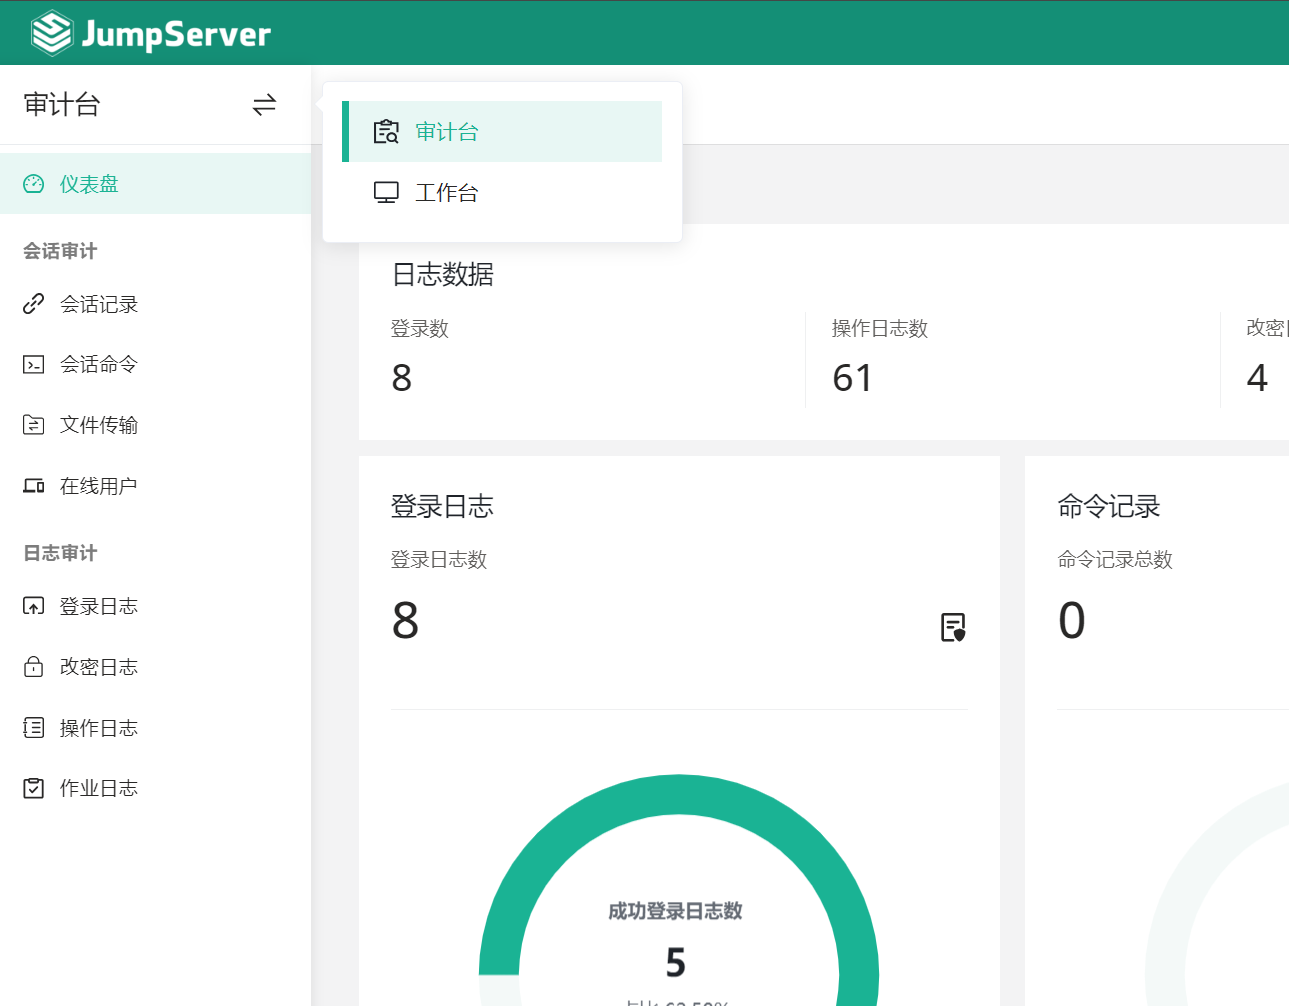 JumpServer
审计台
审计台
工作台
仪表盘
会话审计
会话记录
会话命令
文件传输
在线用户
日志审计
登录日志
改密日志
操作日志
作业日志
日志数据
登录数
8
操作日志数
61
改密
4
登录日志
登录日志数
8
成功登录日志数
5
占比 62.50%
命令记录
命令记录总数
0